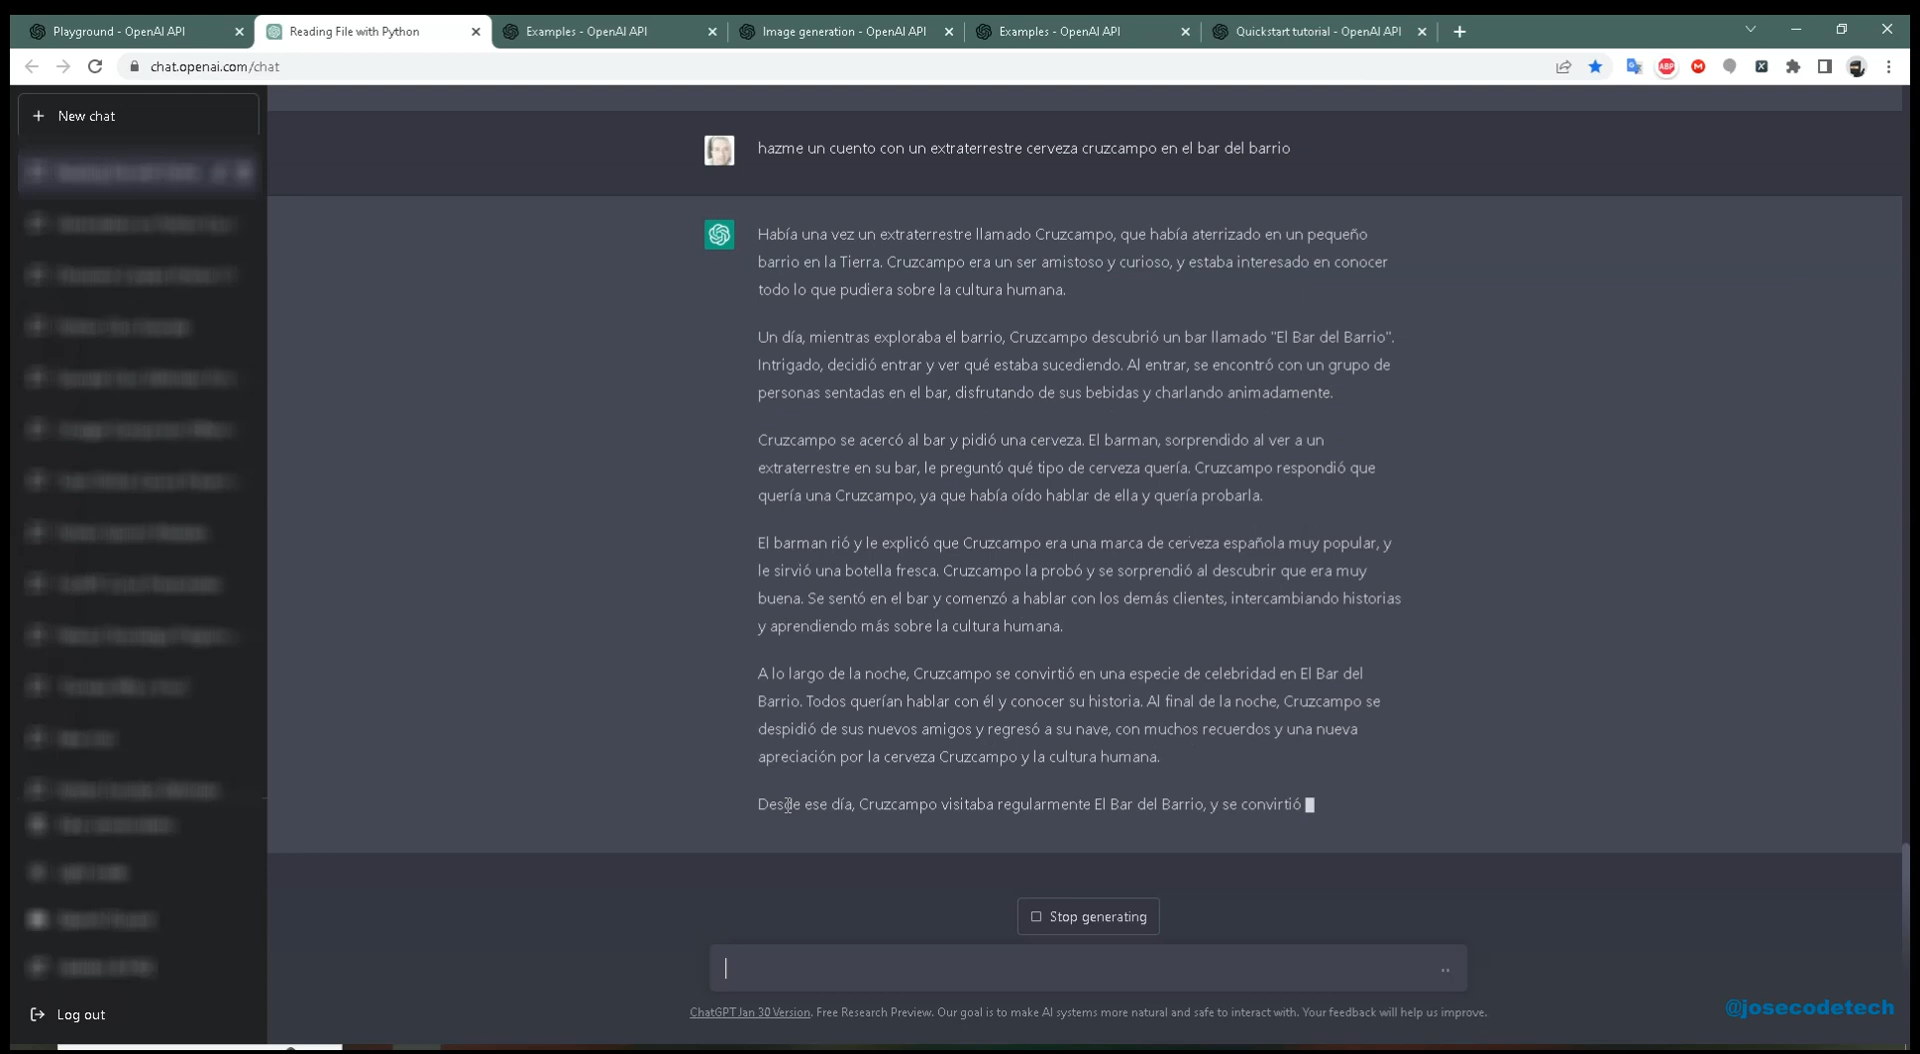 Playground - OpenAI API
Reading File with Python
Examples - OpenAI API
Image generation - OpenAI API
Examples - OpenAI API
Quickstart tutorial - OpenAI API
chat.openai.com/chat
ABP
New chat
hazme un cuento con un extraterrestre cerveza cruzcampo en el bar del barrio
Había una vez un extraterrestre llamado Cruzcampo, que había aterrizado en un pequeño
barrio en la Tierra. Cruzcampo era un ser amistoso y curioso, y estaba interesado en conocer
todo lo que pudiera sobre la cultura humana.
Un día, mientras exploraba el barrio, Cruzcampo descubrió un bar llamado "El Bar del Barrio".
Intrigado, decidió entrar y ver qué estaba sucediendo. Al entrar, se encontró con un grupo de
personas sentadas en el bar, disfrutando de sus bebidas y charlando animadamente.
Cruzcampo se acercó al bar y pidió una cerveza. El barman, sorprendido al ver a un
extraterrestre en su bar, le preguntó qué tipo de cerveza quería. Cruzcampo respondió que
quería una Cruzcampo, ya que había oído hablar de ella y quería probarla.
El barman rió y le explicó que Cruzcampo era una marca de cerveza española muy popular, y
le sirvió una botella fresca. Cruzcampo la probó y se sorprendió al descubrir que era muy
buena. Se sentó en el bar y comenzó a hablar con los demás clientes, intercambiando historias
y aprendiendo más sobre la cultura humana.
A lo largo de la noche, Cruzcampo se convirtió en una especie de celebridad en El Bar del
Barrio. Todos querían hablar con él y conocer su historia. Al final de la noche, Cruzcampo se
despidió de sus nuevos amigos y regresó a su nave, con muchos recuerdos y una nueva
apreciación por la cerveza Cruzcampo y la cultura humana.
Desde ese día, Cruzcampo visitaba regularmente El Bar del Barrio, y se convirtió
Stop generating
ChatGPT Jan 30 Version. Free Research Preview. Our goal is to make AI systems more natural and safe to interact with. Your feedback will help us improve.
Log out
@josecodetech